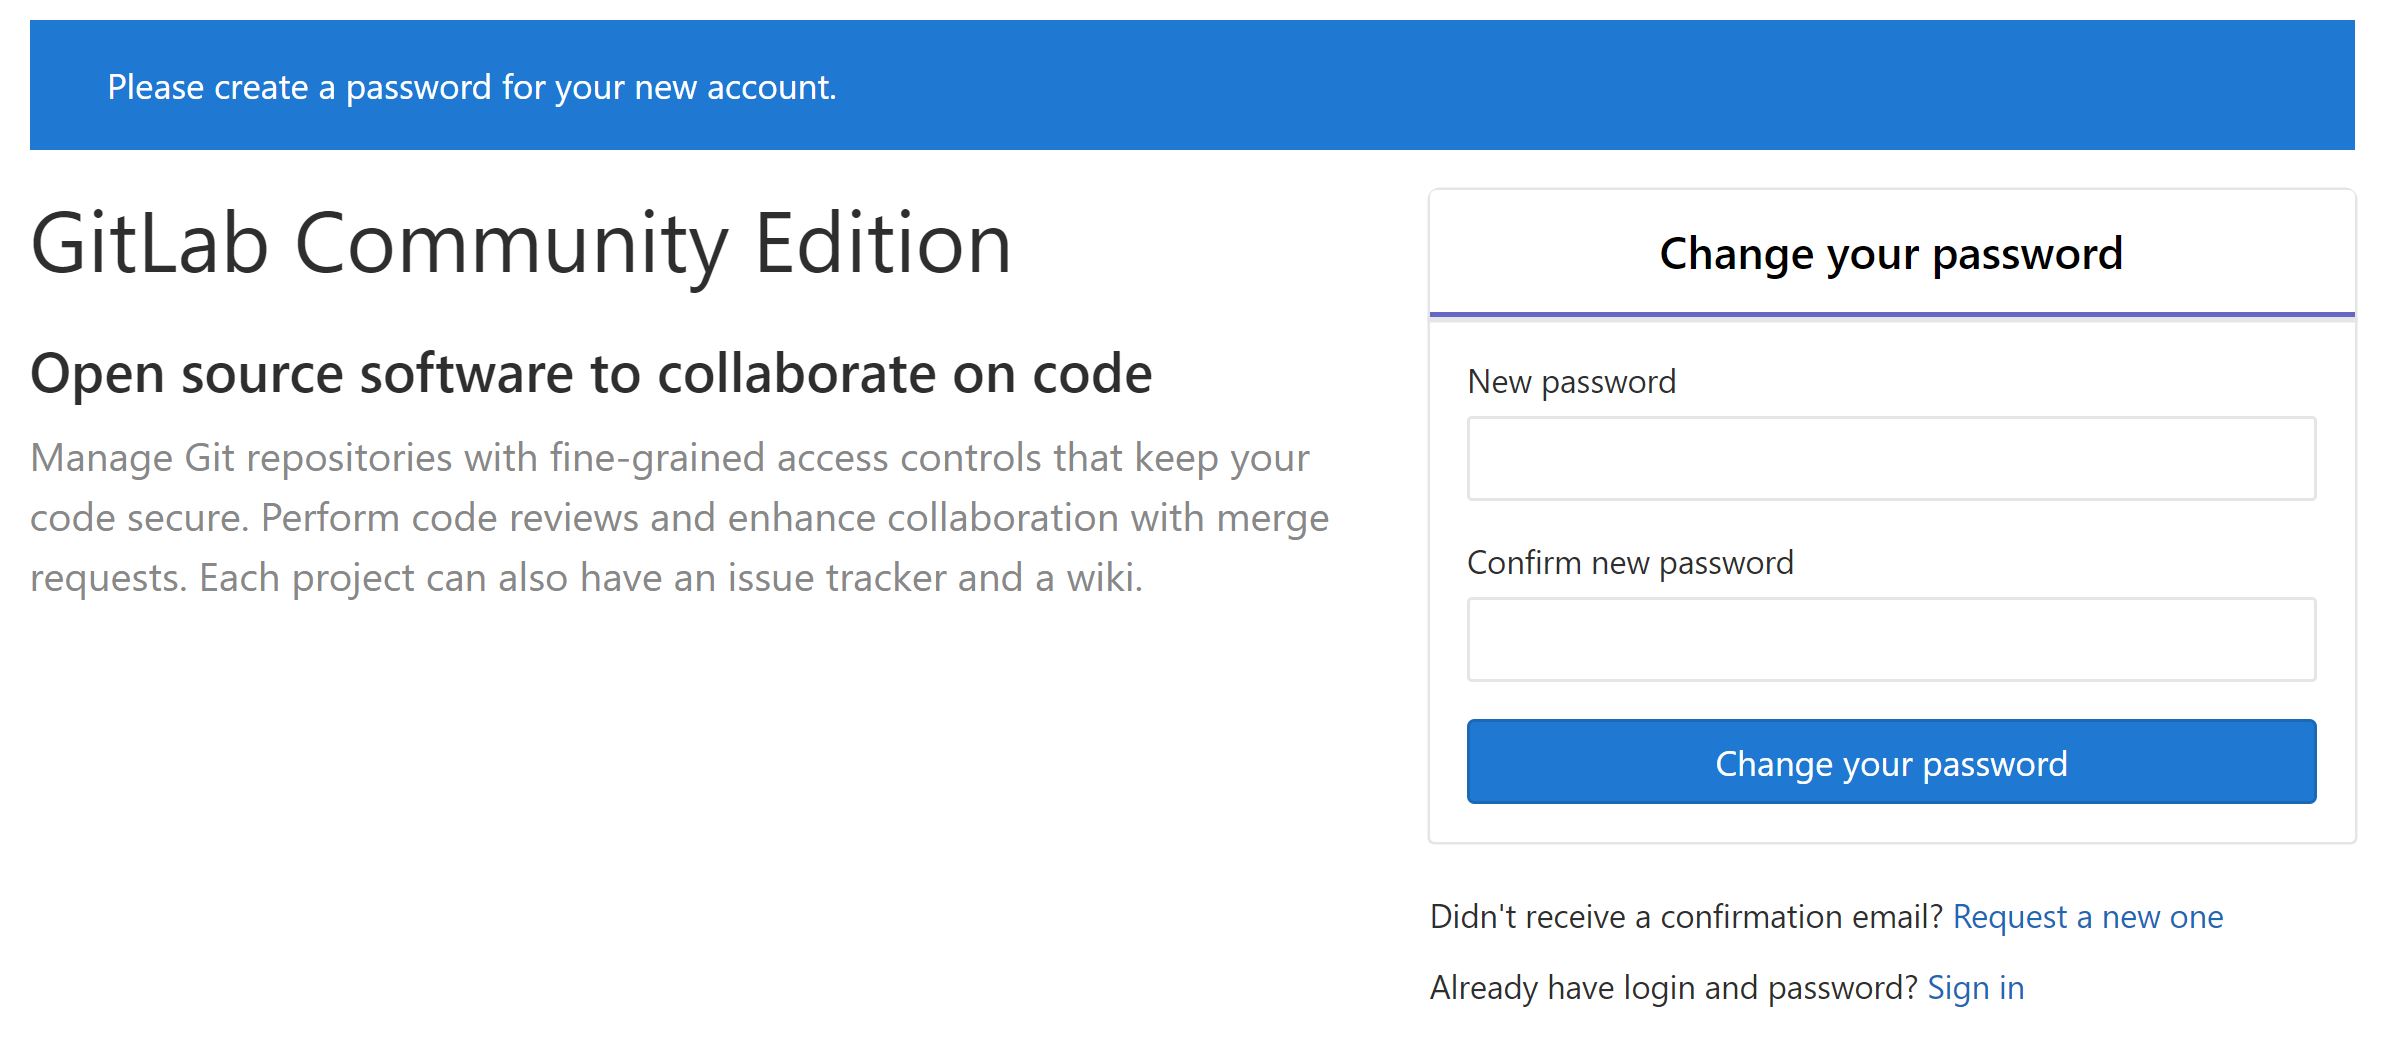 Please create a password for your new account.
GitLab Community Edition
Open source software to collaborate on code
Manage Git repositories with fine-grained access controls that keep your
code secure. Perform code reviews and enhance collaboration with merge
requests. Each project can also have an issue tracker and a wiki.
Change your password
New password
Confirm new password
Change your password
Didn't receive a confirmation email? Request a new one
Already have login and password? Sign in